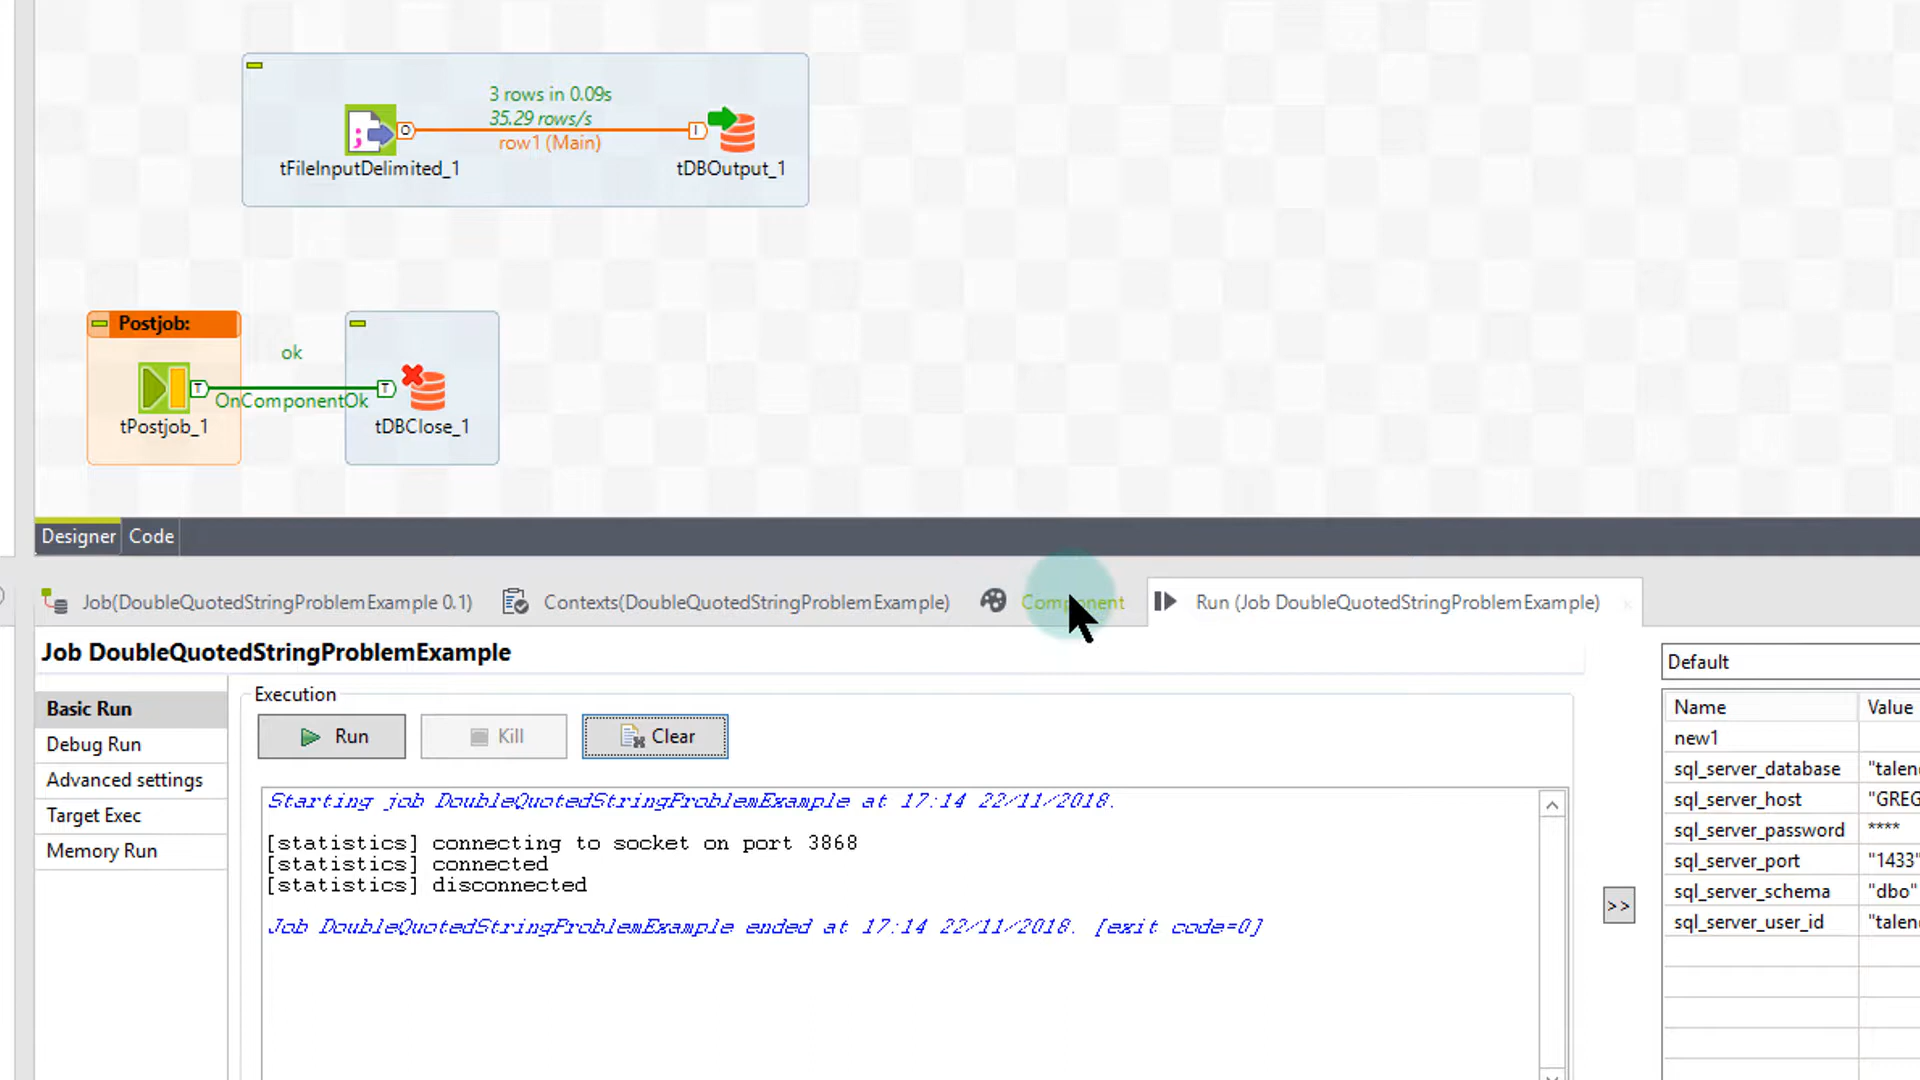 3 rows in 0.09s
35.29 rows/s
row1 (Main)
tFileInputDelimited_1
tDBOutput_1
Postjob:
ok
OnComponentOk
tPostjob_1
tDBClose_1
Designer
Code
Job(DoubleQuotedStringProblemExample 0.1)
Contexts(DoubleQuotedStringProblemExample)
Component
Run (Job DoubleQuotedStringProblemExample)
Job DoubleQuotedStringProblemExample
Default
Basic Run
Debug Run
Advanced settings
Target Exec
Memory Run
Execution
Run
Kill
Clear
Starting job DoubleQuotedStringProblemExample at 17:14 22/11/2018.
[statistics] connecting to socket on port 3868
[statistics] connected
[statistics] disconnected
Job DoubleQuotedStringProblemExample ended at 17:14 22/11/2018. [exit code=0]
>>
Name Value
new1
sql_server_database "talen
sql_server_host "GREG
sql_server_password ****
sql_server_port "1433"
sql_server_schema "dbo"
sql_server_user_id "talen